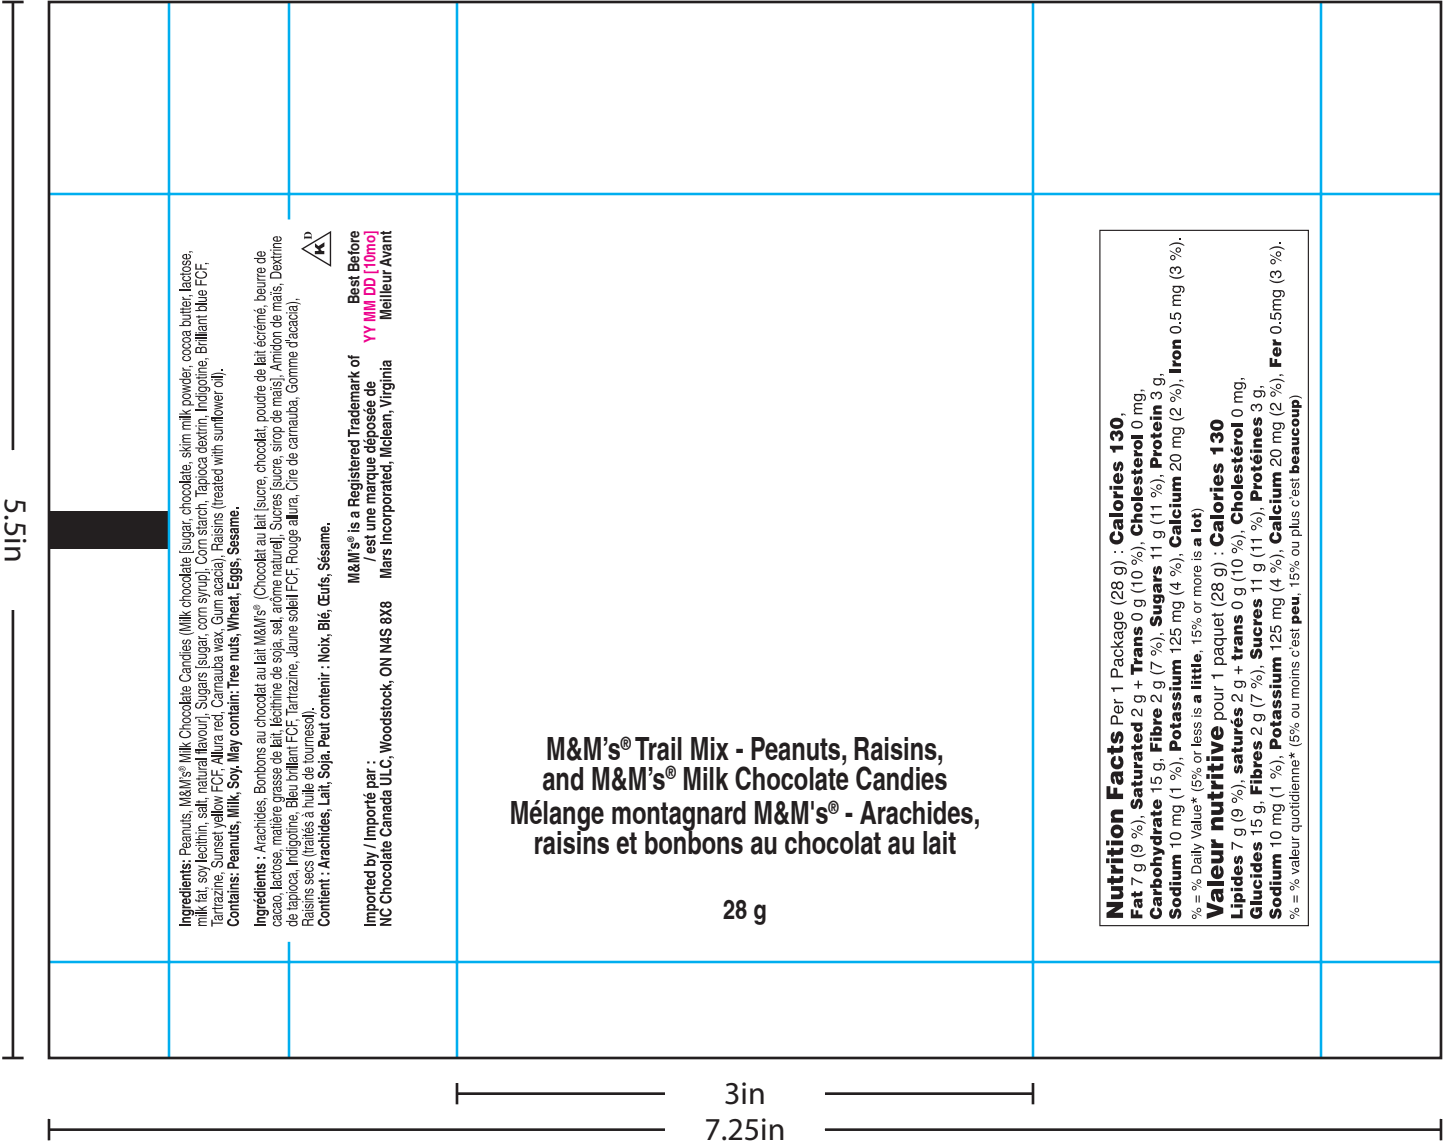 Ingredients: Peanuts, M&M's® Milk Chocolate Candies (Milk chocolate [sugar, chocolate, skim milk powder, cocoa butter, lactose,
milk fat, soy lecithin, salt, natural flavour], Sugars [sugar, corn syrup], Corn starch, Tapioca dextrin, Indigotine, Brilliant blue FCF,
Tartrazine, Sunset yellow FCF, Allura red, Carnauba wax, Gum acacia), Raisins (treated with sunflower oil).
Contains: Peanuts, Milk, Soy. May contain: Tree nuts, Wheat, Eggs, Sesame.
Ingrédients : Arachides, Bonbons au chocolat au lait M&M's® (Chocolat au lait [sucre, chocolat, poudre de lait écrémé, beurre de
cacao, lactose, matière grasse de lait, lécithine de soja, sel, arôme naturel], Sucres [sucre, sirop de maïs], Amidon de maïs, Dextrine
de tapioca, Indigotine, Bleu brillant FCF, Tartrazine, Jaune soleil FCF, Rouge allura, Cire de carnauba, Gomme d'acacia),
Raisins secs (traités à huile de tournesol).
Contient : Arachides, Lait, Soja. Peut contenir : Noix, Blé, Œufs, Sésame.
K D
Imported by / Importé par :
NC Chocolate Canada ULC, Woodstock, ON N4S 8X8
M&M's® is a Registered Trademark of
/ est une marque déposée de
Mars Incorporated, Mclean, Virginia
Best Before
YY MM DD [10mo]
Meilleur Avant
M&M's® Trail Mix - Peanuts, Raisins,
and M&M's® Milk Chocolate Candies
Mélange montagnard M&M's® - Arachides,
raisins et bonbons au chocolat au lait
28 g
Nutrition Facts Per 1 Package (28 g) : Calories 130,
Fat 7 g (9 %), Saturated 2 g + Trans 0 g (10 %), Cholesterol 0 mg,
Carbohydrate 15 g, Fibre 2 g (7 %), Sugars 11 g (11 %), Protein 3 g,
Sodium 10 mg (1 %), Potassium 125 mg (4 %), Calcium 20 mg (2 %), Iron 0.5 mg (3 %).
% = % Daily Value* (5% or less is a little, 15% or more is a lot)
Valeur nutritive pour 1 paquet (28 g) : Calories 130
Lipides 7 g (9 %), saturés 2 g + trans 0 g (10 %), Cholestérol 0 mg,
Glucides 15 g, Fibres 2 g (7 %), Sucres 11 g (11 %), Protéines 3 g,
Sodium 10 mg (1 %), Potassium 125 mg (4 %), Calcium 20 mg (2 %), Fer 0.5mg (3 %).
% = % valeur quotidienne* (5% ou moins c'est peu, 15% ou plus c'est beaucoup)
5.5in
3in
7.25in